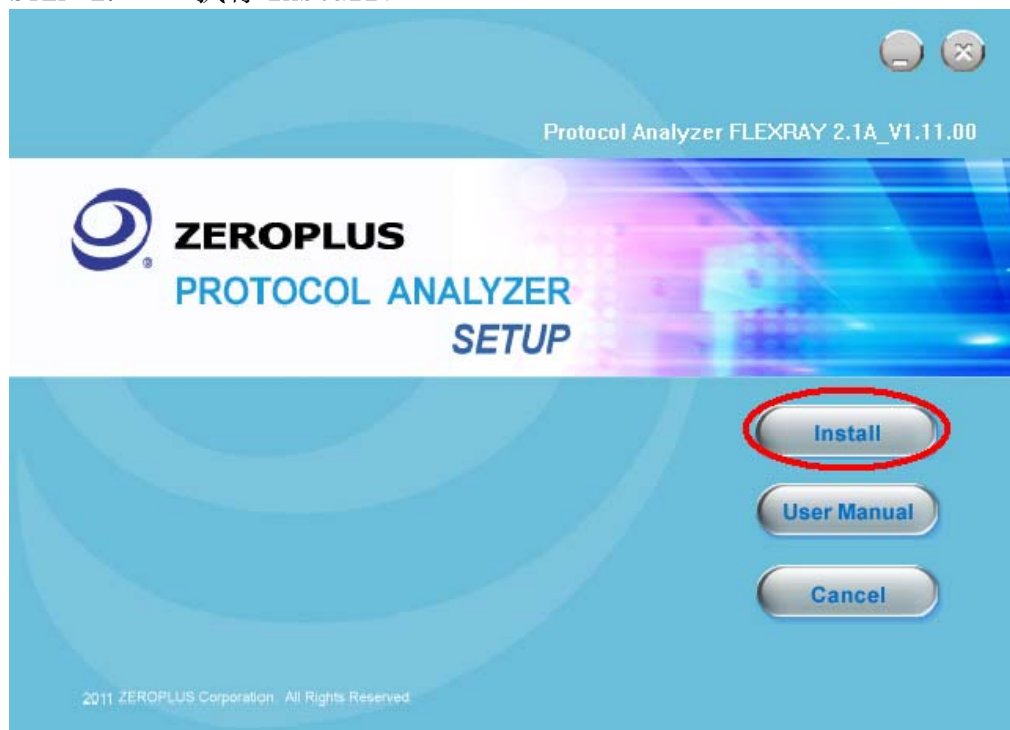 Protocol Analyzer FLEXRAY 2.1A_V1.11.00
ZEROPLUS
®
PROTOCOL ANALYZER
SETUP
Install
User Manual
Cancel
2011 ZEROPLUS Corporation. All Rights Reserved.